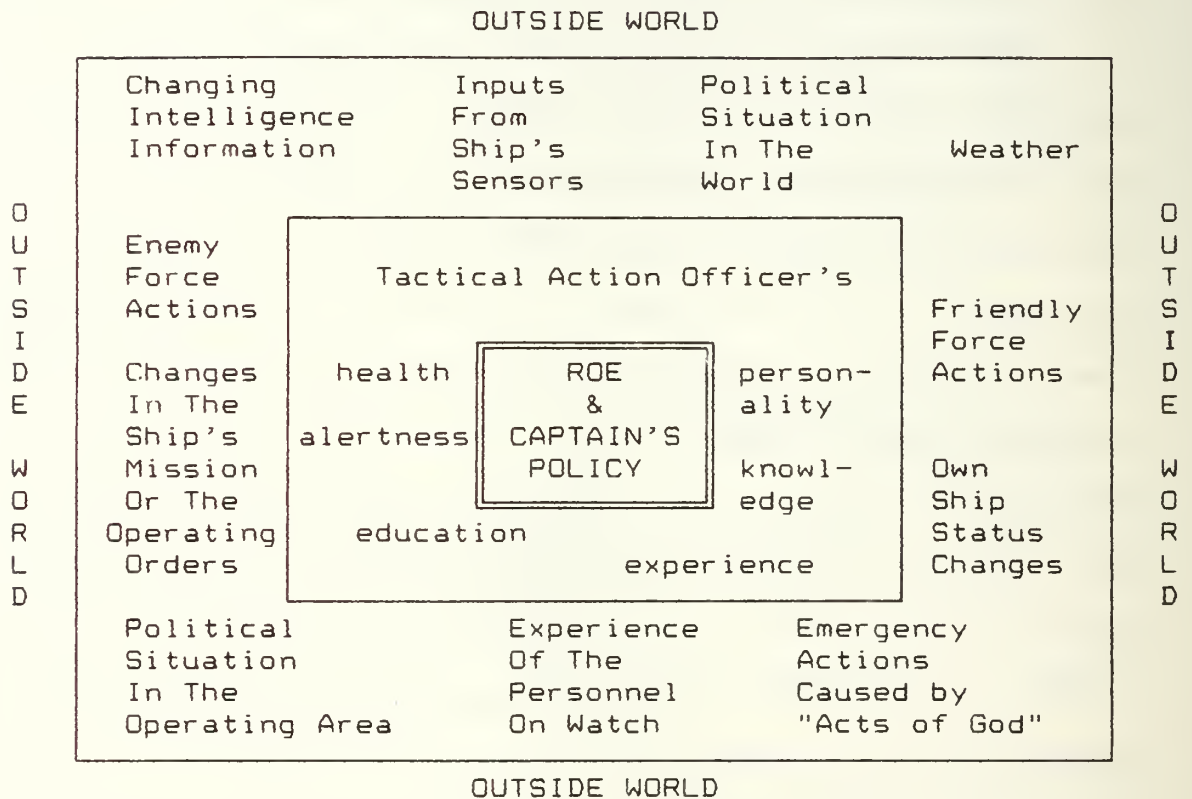 OUTSIDE WORLD
Changing
Intelligence
Information
Inputs
From
Ship's
Sensors
Political
Situation
In The
World
Weather
OUTSIDE WORLD
Enemy
Force
Actions
Changes
In The
Ship's
Mission
Or The
Operating
Orders
Tactical Action Officer's
health
alertness
education
ROE
&
CAPTAIN'S
POLICY
person-
ality
knowl-
edge
experience
Friendly
Force
Actions
Own
Ship
Status
Changes
OUTSIDE WORLD
Political
Situation
In The
Operating Area
Experience
Of The
Personnel
On Watch
Emergency
Actions
Caused by
"Acts of God"
OUTSIDE WORLD